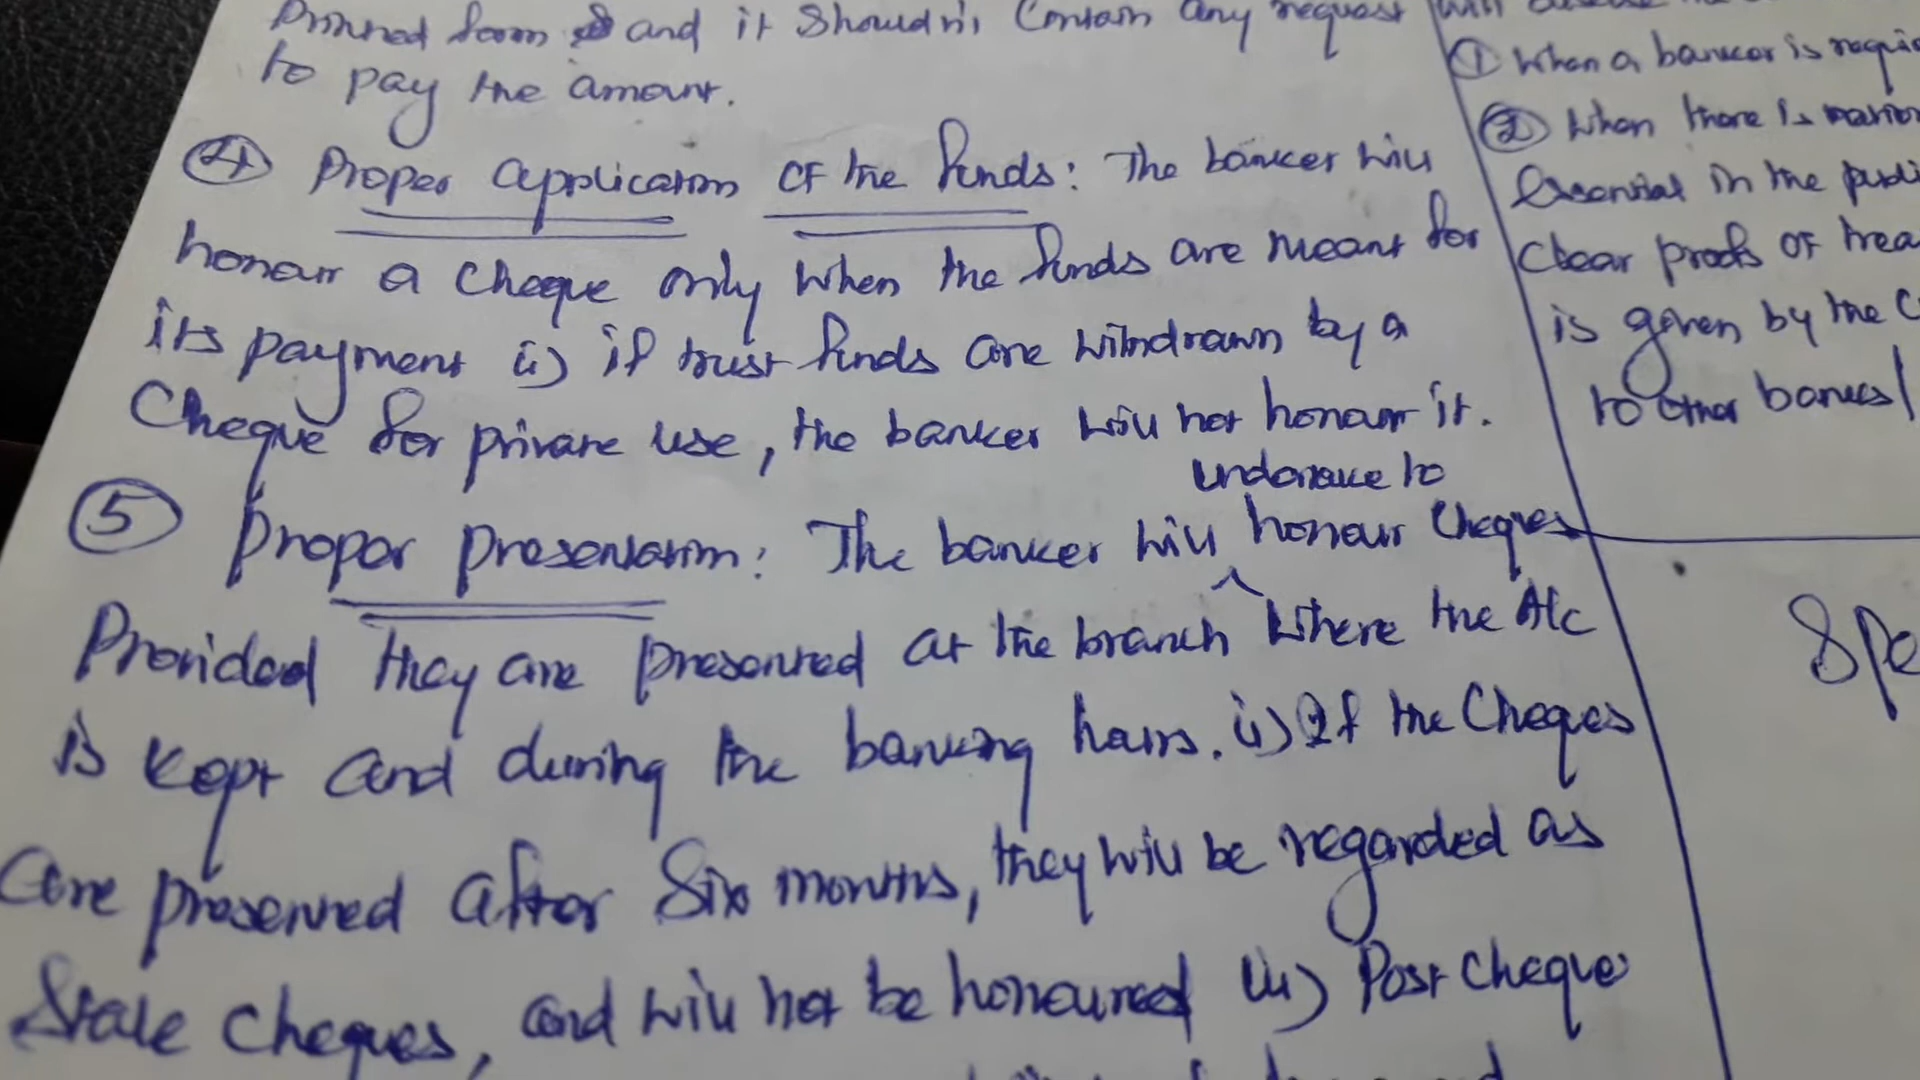 Printed form and it shouldn't contain any request
to pay the amount.
④ Proper application of the funds: The banker will
honour a cheque only when the funds are meant for
its payment ii) if trust funds are withdrawn by a
cheque for private use, the banker will not honour it.
undertake to
⑤ Proper presentation: The banker will ^ honour cheques
Provided they are presented at the branch where the A/c
is kept and during the banking hours. ii) If the cheques
are presented after six months, they will be regarded as
Stale cheques, and will not be honoured iii) Post cheque
will
① When a banker is
② When there is
Essential in the
clear proofs of
is given by the
to other banks/
Spe